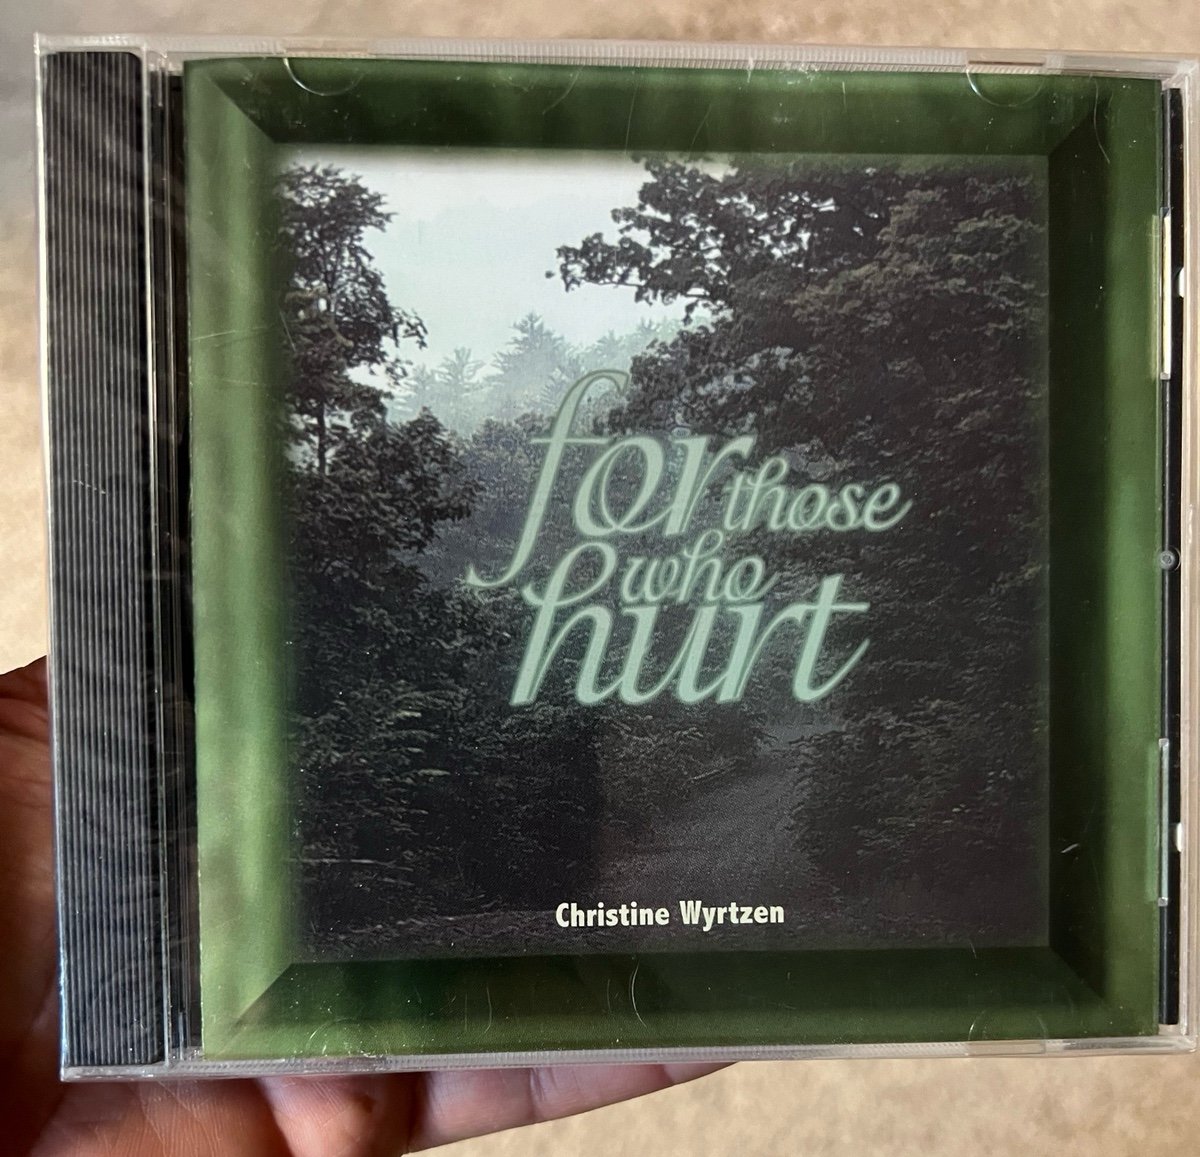 for those
who
hurt
Christine Wyrtzen